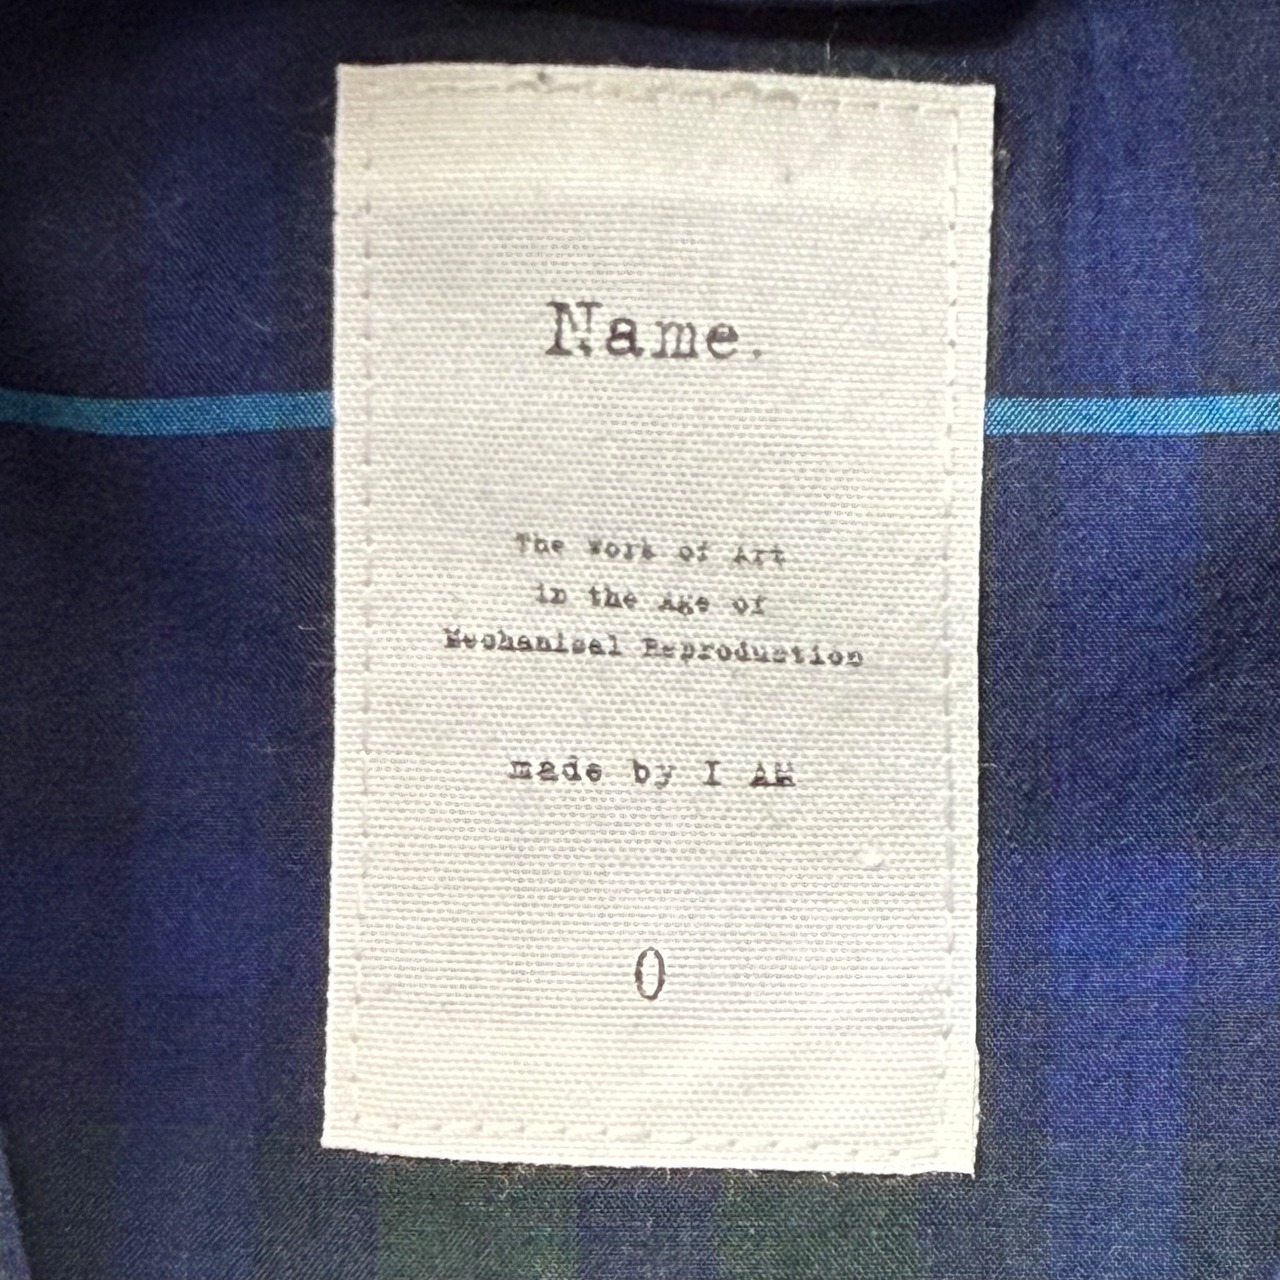 Name.
The Work of Art
in the Age of
Mechanical Reproduction
made by I AM
0